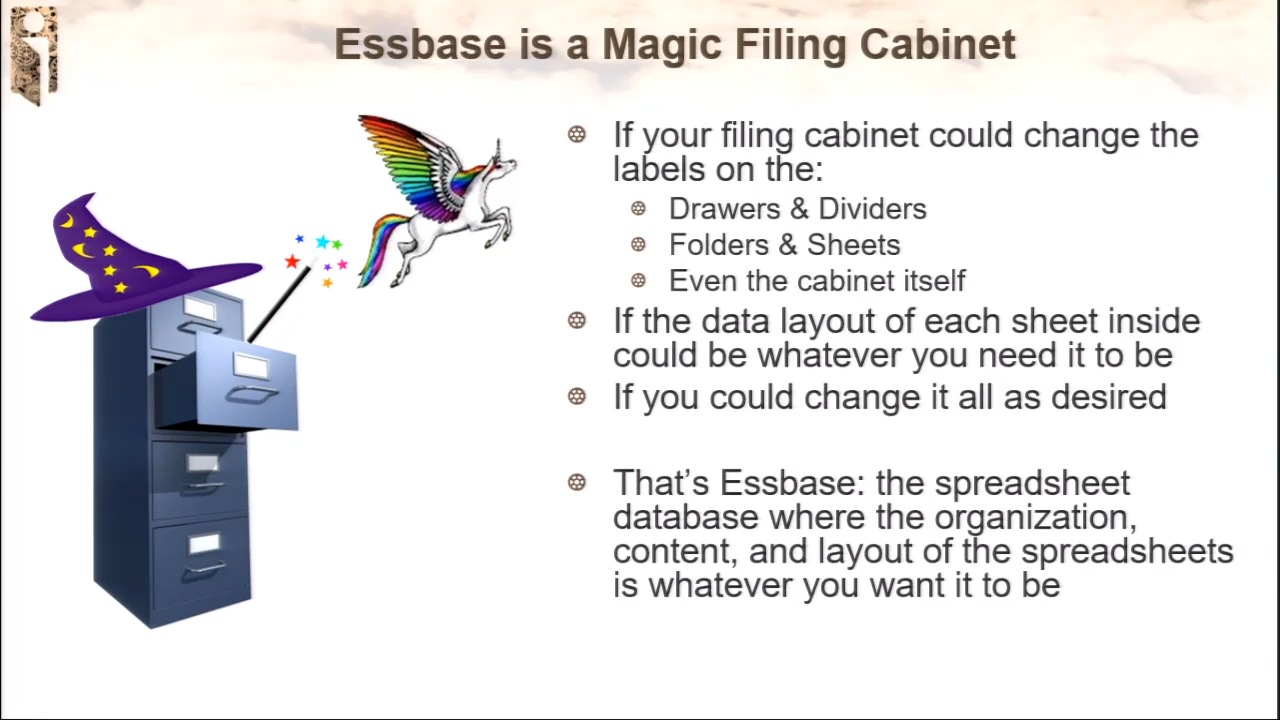 Essbase is a Magic Filing Cabinet
If your filing cabinet could change the
labels on the:
Drawers & Dividers
Folders & Sheets
Even the cabinet itself
If the data layout of each sheet inside
could be whatever you need it to be
If you could change it all as desired
That’s Essbase: the spreadsheet
database where the organization,
content, and layout of the spreadsheets
is whatever you want it to be